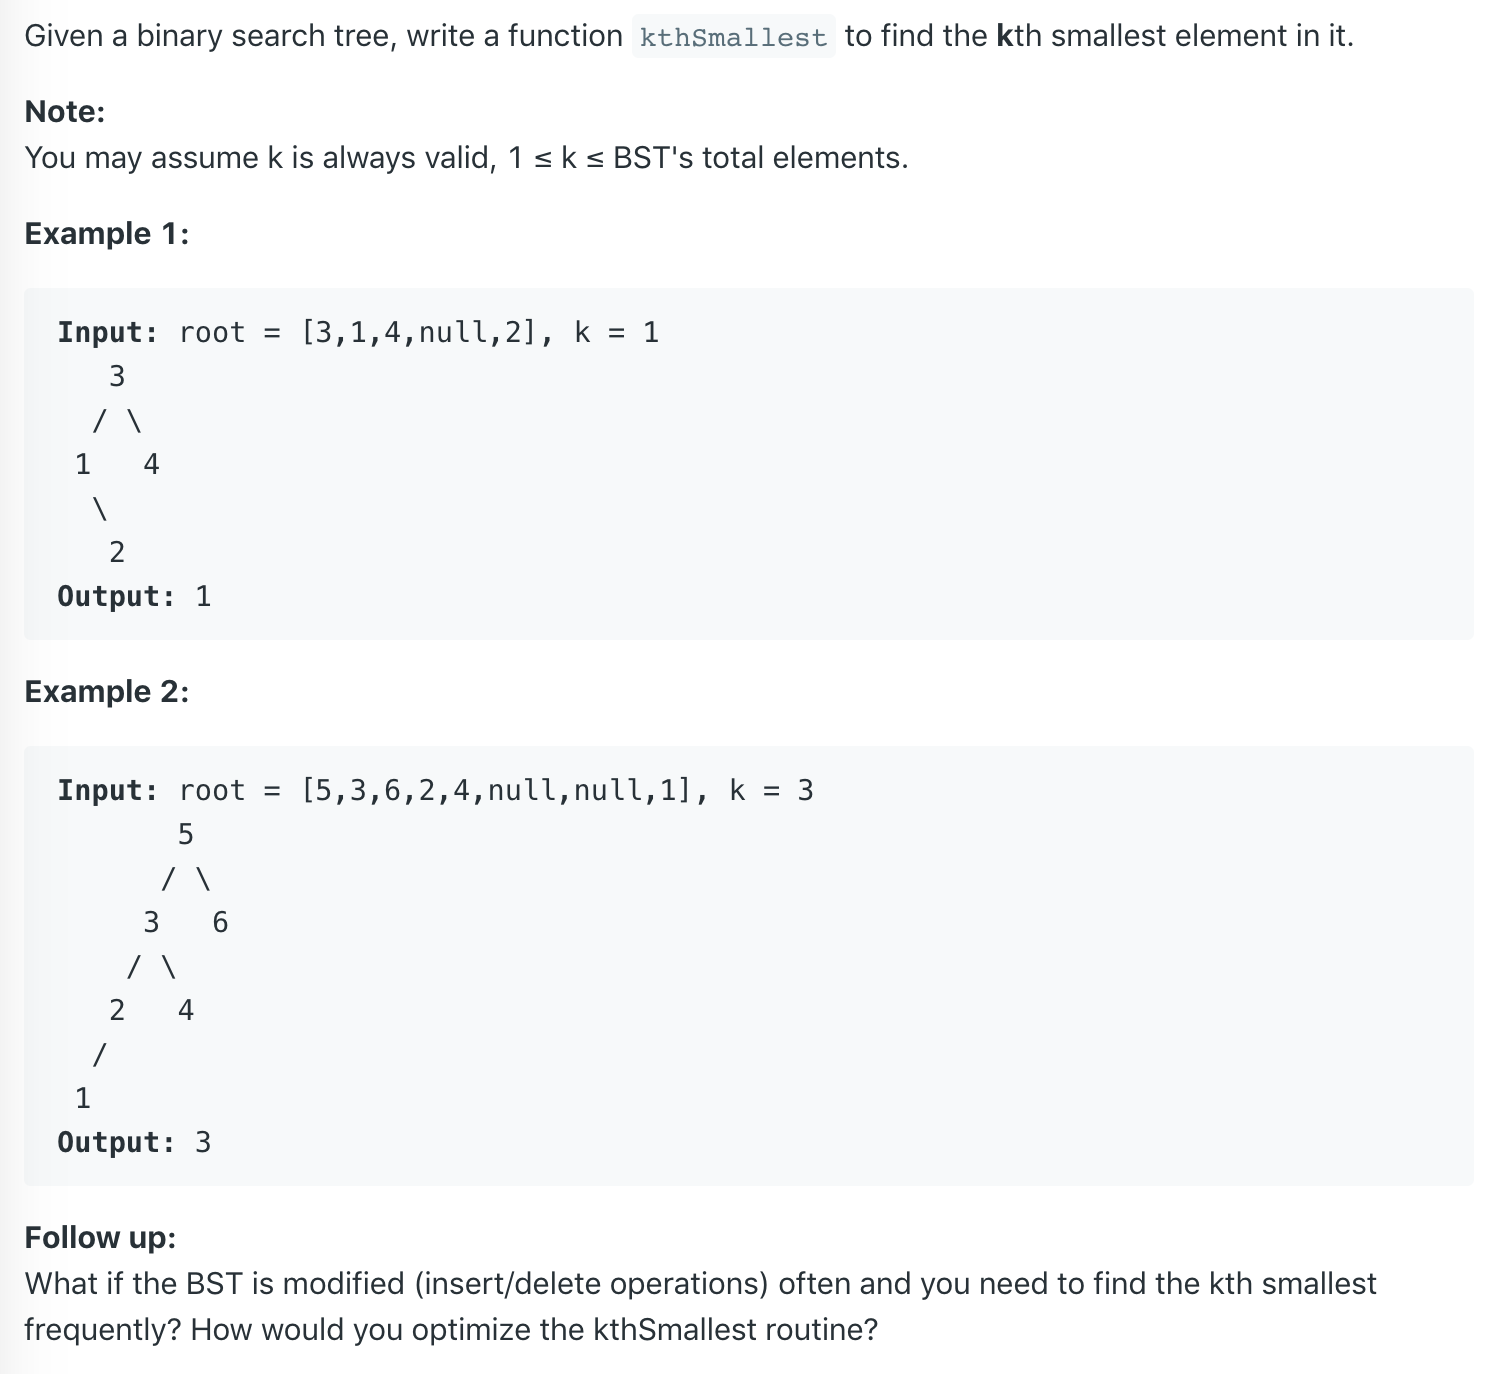 Given a binary search tree, write a function kthSmallest to find the kth smallest element in it.
Note:
You may assume k is always valid, 1 ≤ k ≤ BST's total elements.
Example 1:
Input: root = [3,1,4,null,2], k = 1
   3
  / \
 1   4
  \
   2
Output: 1
Example 2:
Input: root = [5,3,6,2,4,null,null,1], k = 3
       5
      / \
     3   6
    / \
   2   4
  /
 1
Output: 3
Follow up:
What if the BST is modified (insert/delete operations) often and you need to find the kth smallest
frequently? How would you optimize the kthSmallest routine?